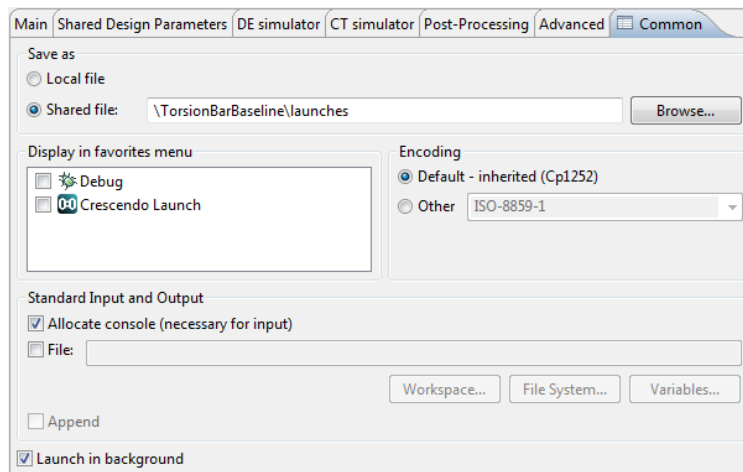 Main Shared Design Parameters DE simulator CT simulator Post-Processing Advanced Common
Save as
Local file
Shared file: \TorsionBarBaseline\launches Browse...
Display in favorites menu
Debug
Crescendo Launch
Encoding
Default - inherited (Cp1252)
Other ISO-8859-1
Standard Input and Output
Allocate console (necessary for input)
File:
Workspace... File System... Variables...
Append
Launch in background